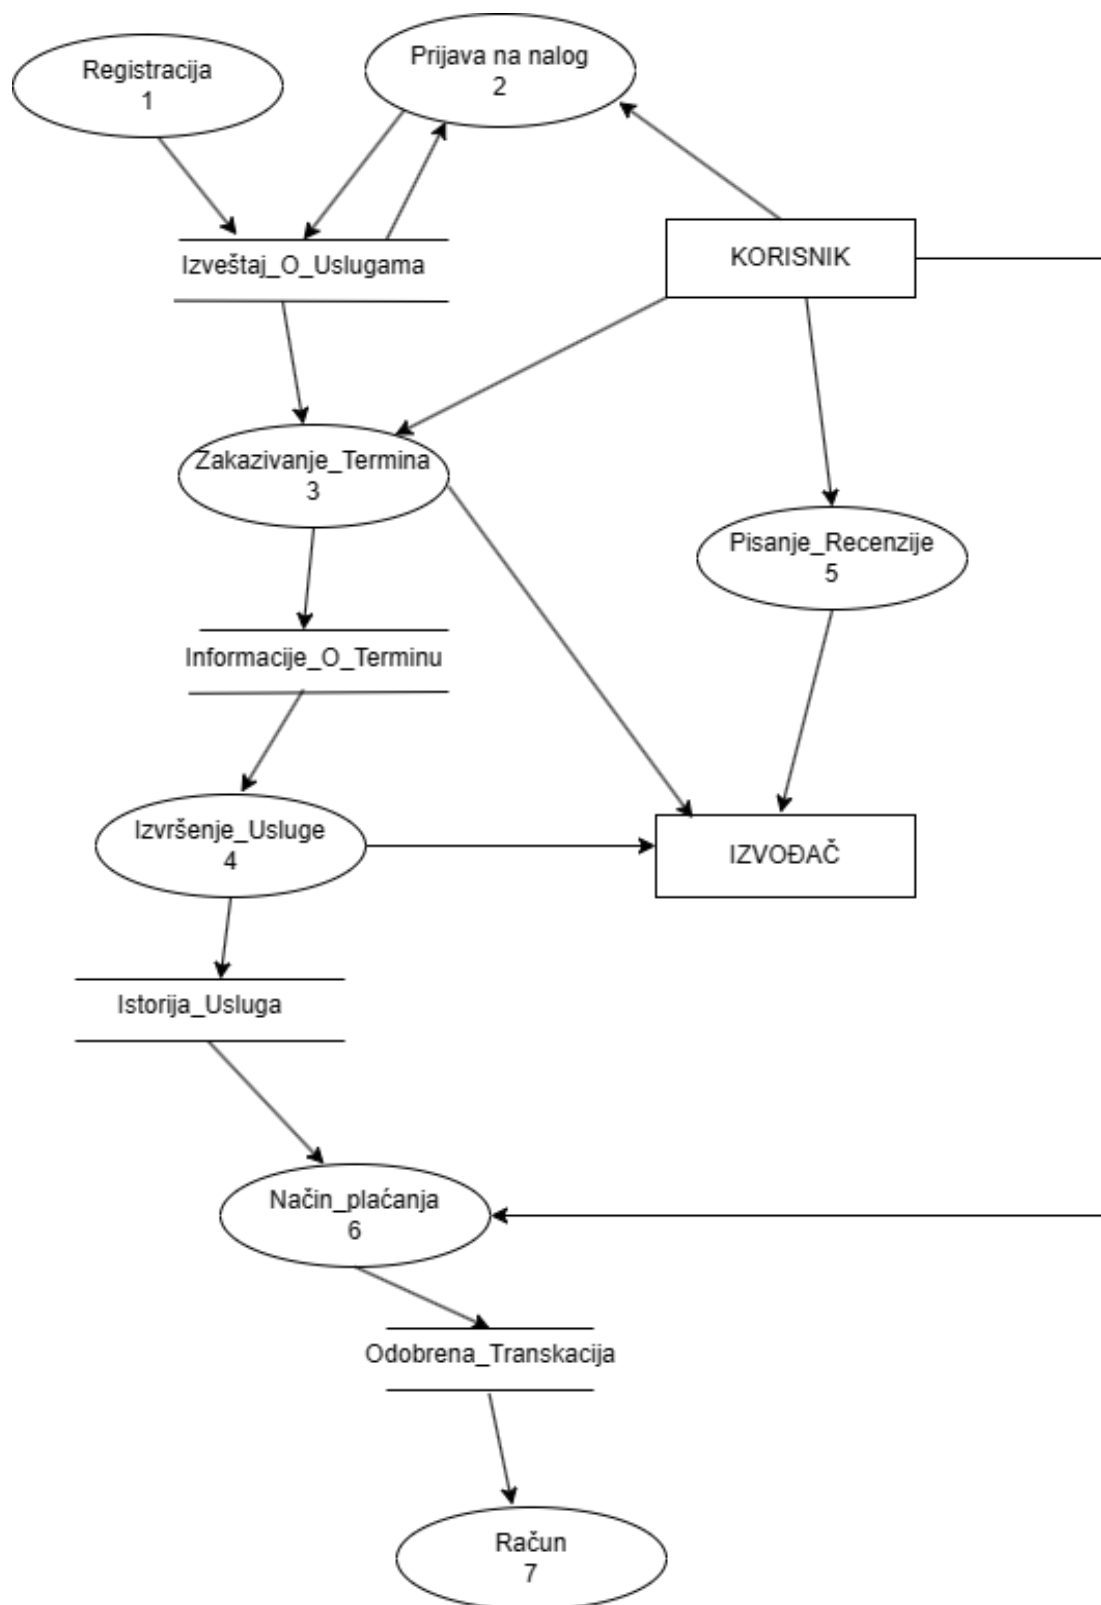 Registracija
1
Prijava na nalog
2
Izveštaj_O_Uslugama
KORISNIK
Zakazivanje_Termina
3
Pisanje_Recenzije
5
Informacije_O_Terminu
Izvršenje_Usluge
4
IZVOĐAČ
Istorija_Usluga
Način_plaćanja
6
Odobrena_Transkacija
Račun
7